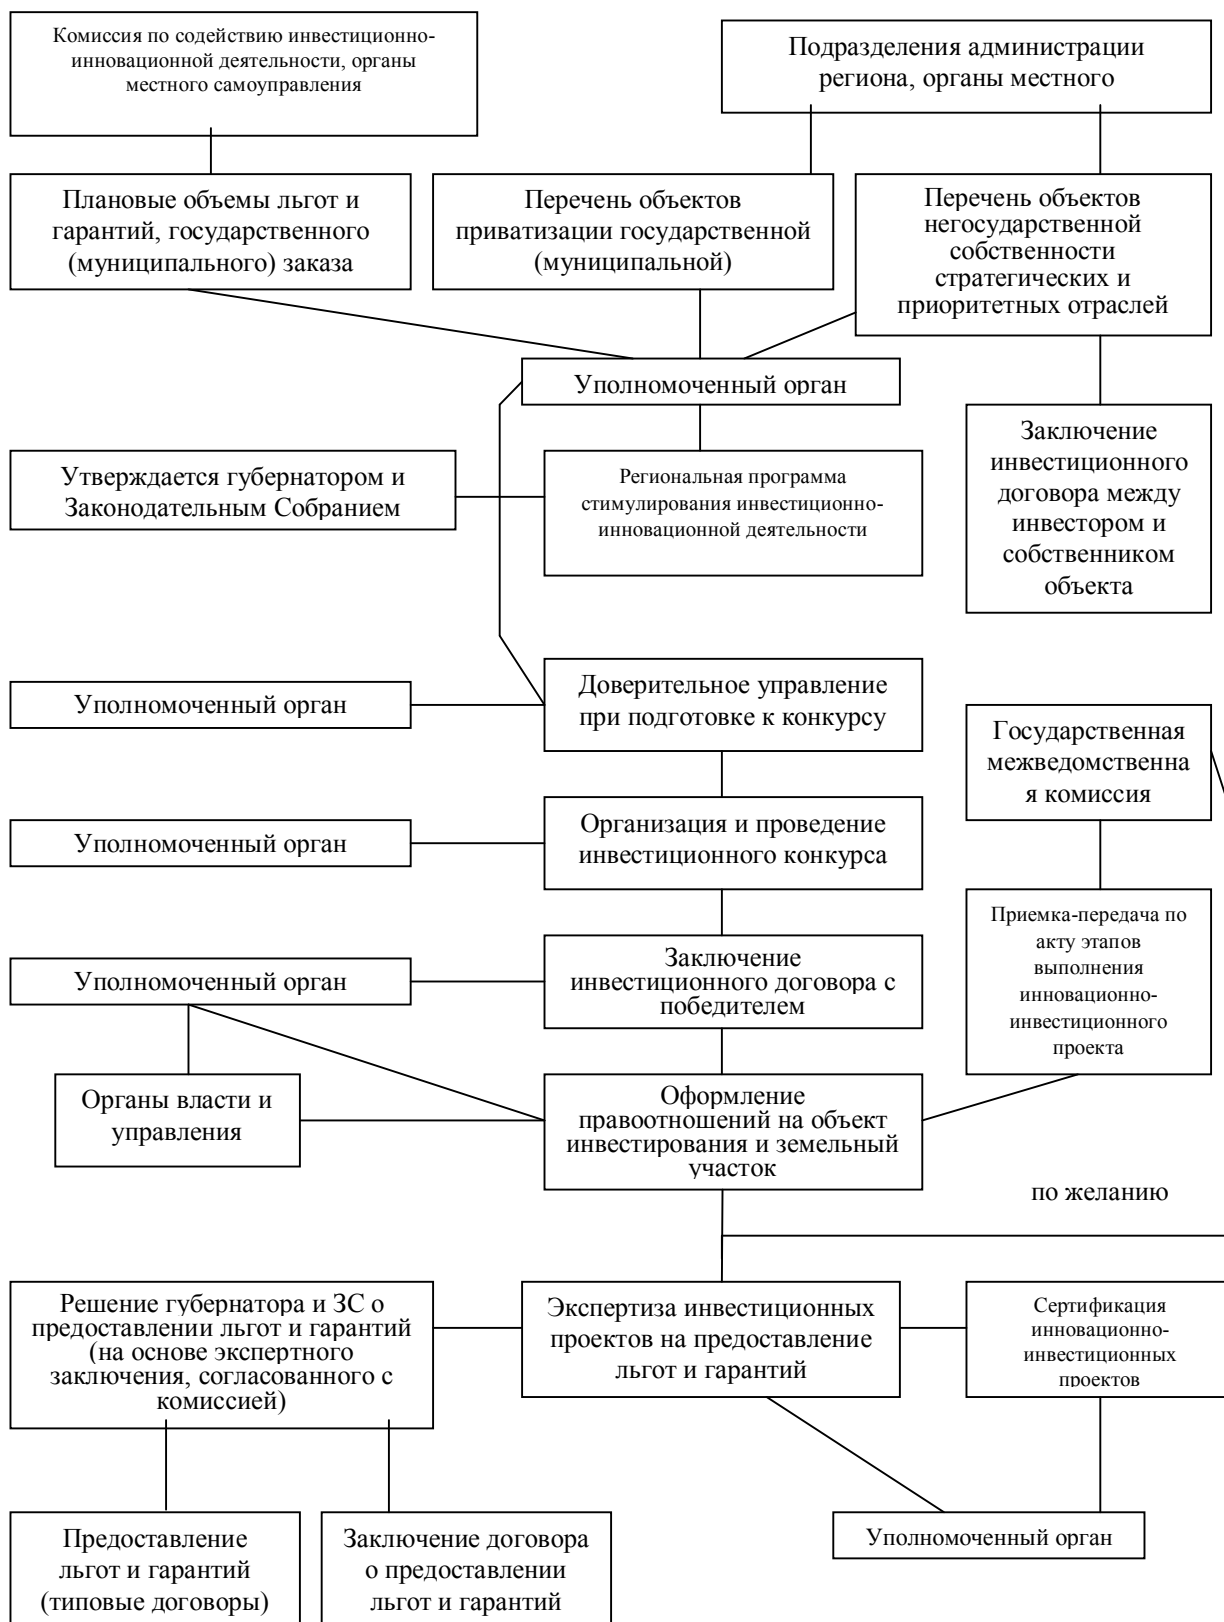 Комиссия по содействию инвестиционно-
инновационной деятельности, органы
местного самоуправления
Подразделения администрации
региона, органы местного
Плановые объемы льгот и
гарантий, государственного
(муниципального) заказа
Перечень объектов
приватизации государственной
(муниципальной)
Перечень объектов
негосударственной
собственности
стратегических и
приоритетных отраслей
Уполномоченный орган
Утверждается губернатором и
Законодательным Собранием
Региональная программа
стимулирования инвестиционно-
инновационной деятельности
Заключение
инвестиционного
договора между
инвестором и
собственником
объекта
Уполномоченный орган
Доверительное управление
при подготовке к конкурсу
Государственная
межведомственна
я комиссия
Уполномоченный орган
Организация и проведение
инвестиционного конкурса
Приемка-передача по
акту этапов
выполнения
инновационно-
инвестиционного
проекта
Уполномоченный орган
Заключение
инвестиционного договора с
победителем
Органы власти и
управления
Оформление
правоотношений на объект
инвестирования и земельный
участок
по желанию
Решение губернатора и ЗС о
предоставлении льгот и гарантий
(на основе экспертного
заключения, согласованного с
комиссией)
Экспертиза инвестиционных
проектов на предоставление
льгот и гарантий
Сертификация
инновационно-
инвестиционных
проектов
Предоставление
льгот и гарантий
(типовые договоры)
Заключение договора
о предоставлении
льгот и гарантий
Уполномоченный орган